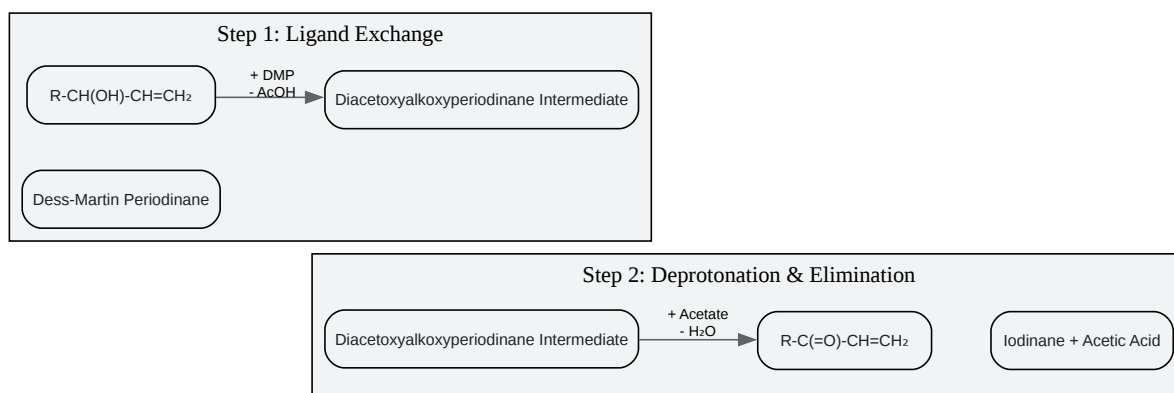 Step 1: Ligand Exchange
R-CH(OH)-CH=CH₂
+ DMP
- AcOH
Diacetoxyalkoxyperiodinane Intermediate
Dess-Martin Periodinane
Step 2: Deprotonation & Elimination
Diacetoxyalkoxyperiodinane Intermediate
+ Acetate
- H₂O
R-C(=O)-CH=CH₂
Iodinane + Acetic Acid